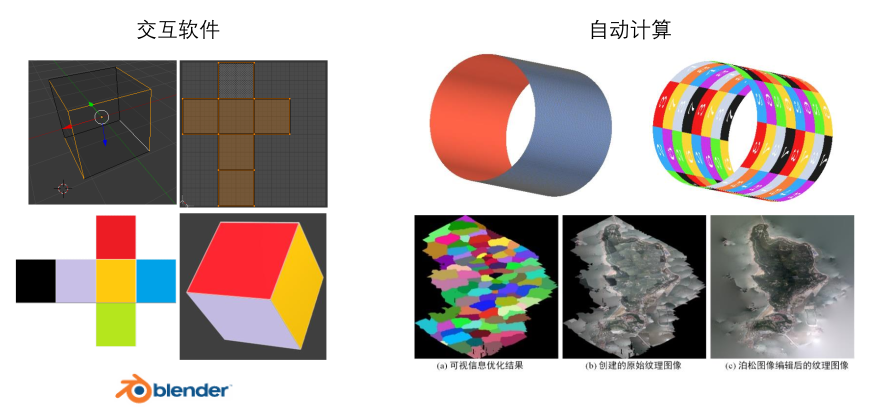 交互软件
自动计算
(a) 可视信息优化结果
(b) 创建的原始纹理图像
(c) 泊松图像编辑后的纹理图像
blender